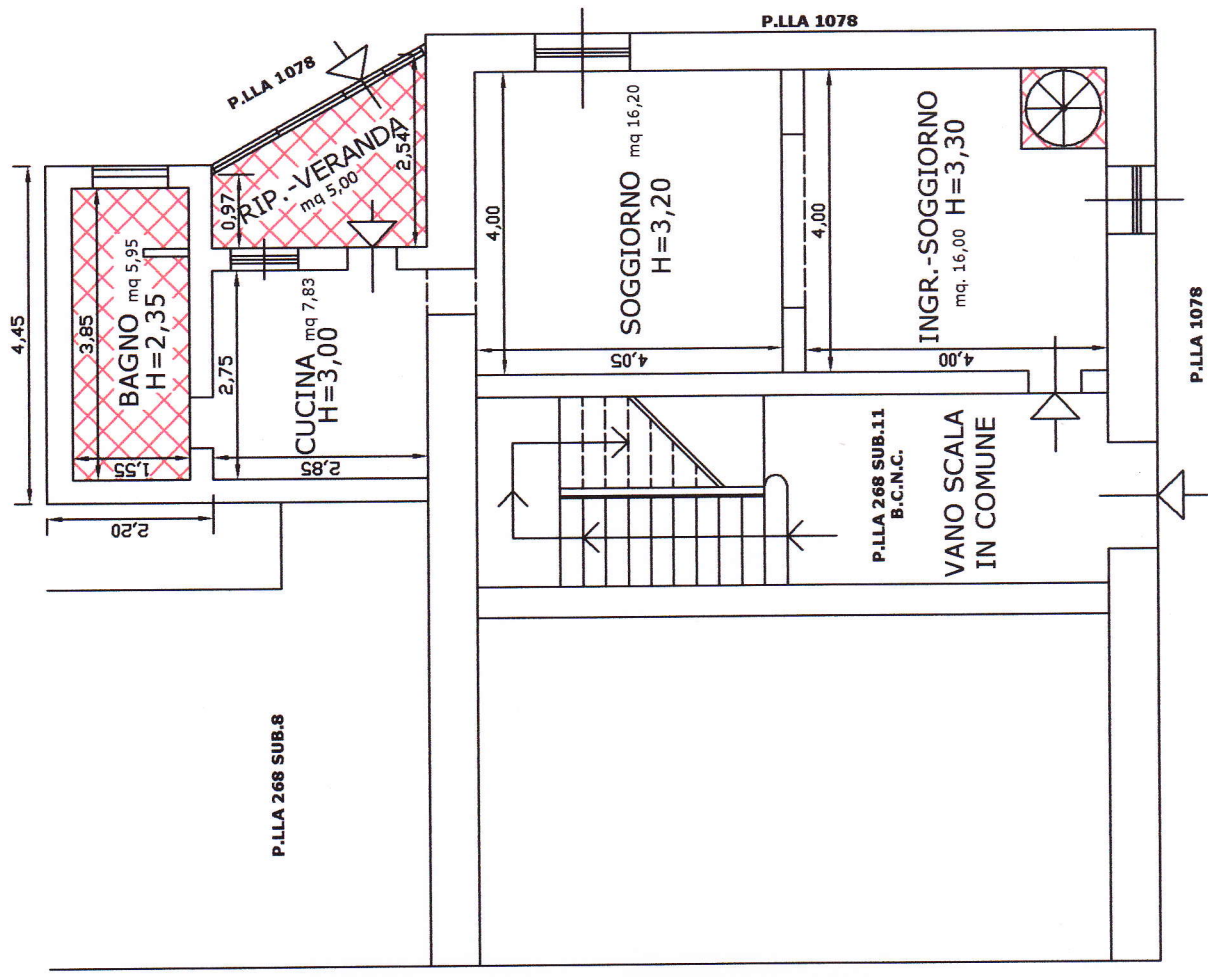 P.LLA 1078
P.LLA 1078
4,45
3,85
BAGNO mq 5,95
H=2,35
1,55
2,20
0,97
RIP.-VERANDA
mq 5,00
2,54
2,75
CUCINA mq 7,83
H=3,00
2,85
4,00
SOGGIORNO mq 16,20
H=3,20
4,05
4,00
INGR.-SOGGIORNO
mq. 16,00 H=3,30
4,00
P.LLA 1078
P.LLA 268 SUB.11
B.C.N.C.
VANO SCALA
IN COMUNE
P.LLA 268 SUB.8